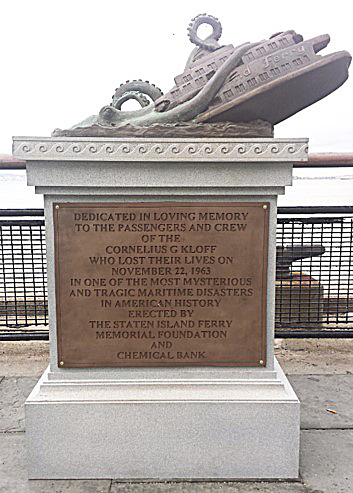 d Ferry
DEDICATED IN LOVING MEMORY
TO THE PASSENGERS AND CREW
OF THE
CORNELIUS G KLOFF
WHO LOST THEIR LIVES ON
NOVEMBER 22, 1963
IN ONE OF THE MOST MYSTERIOUS
AND TRAGIC MARITIME DISASTERS
IN AMERICAN HISTORY
ERECTED BY
THE STATEN ISLAND FERRY
MEMORIAL FOUNDATION
AND
CHEMICAL BANK